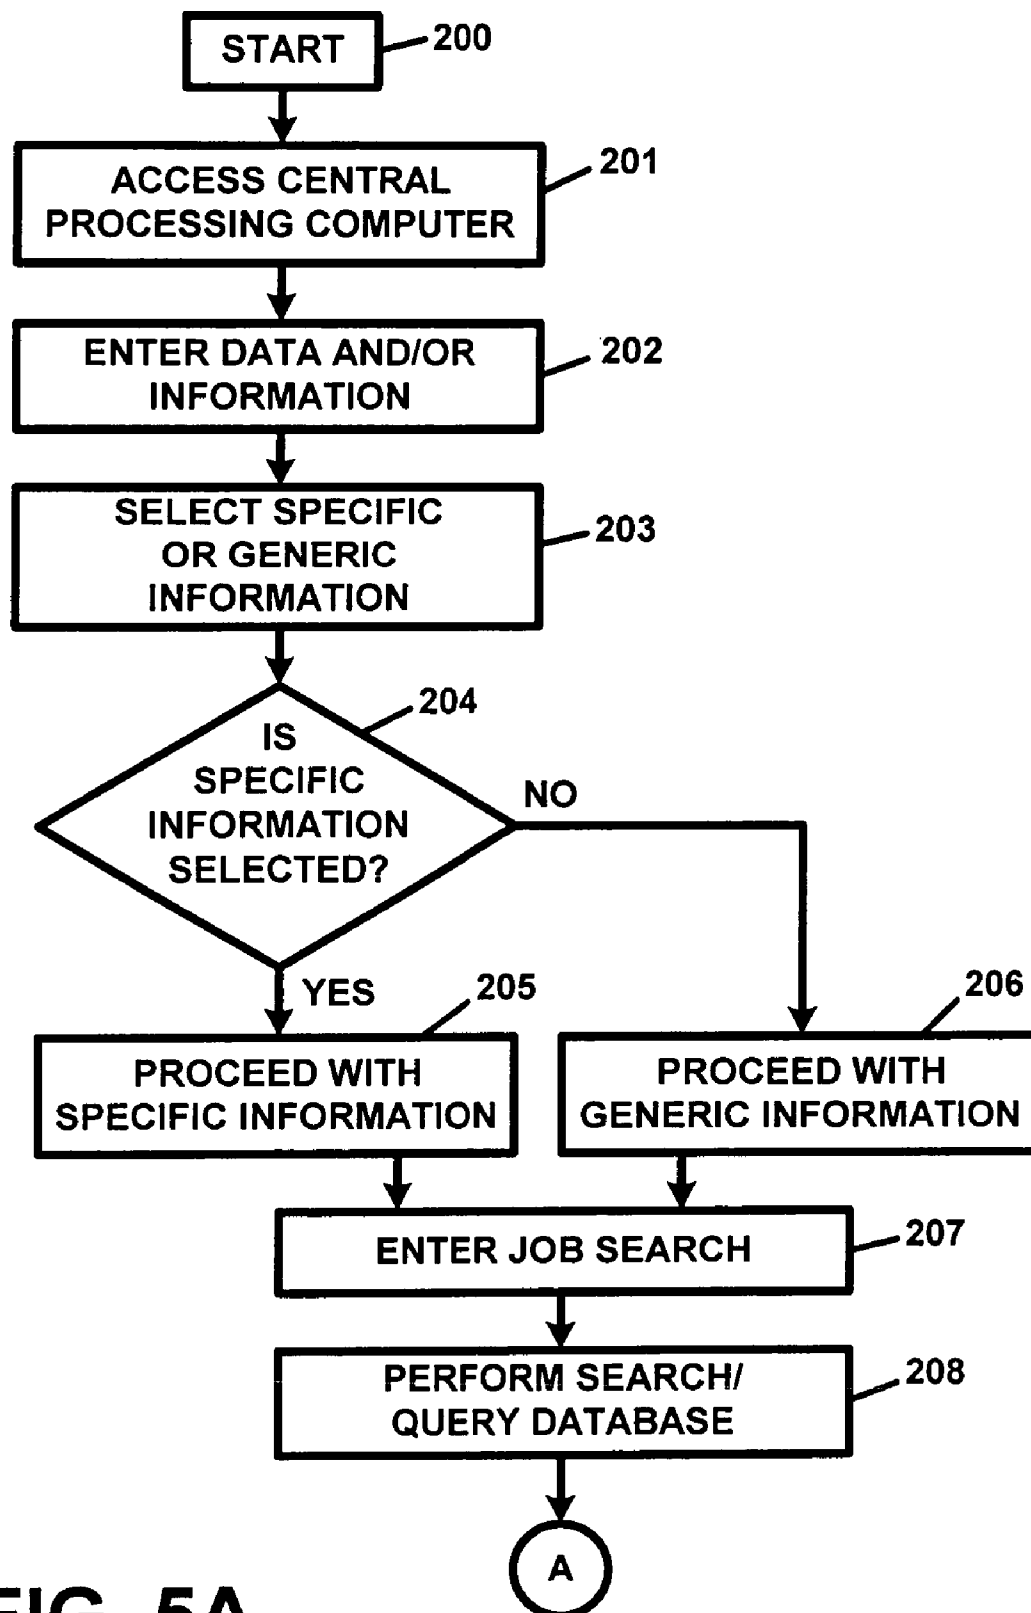 START
200
ACCESS CENTRAL
PROCESSING COMPUTER
201
ENTER DATA AND/OR
INFORMATION
202
SELECT SPECIFIC
OR GENERIC
INFORMATION
203
204
IS
SPECIFIC
INFORMATION
SELECTED?
NO
YES
205
206
PROCEED WITH
SPECIFIC INFORMATION
PROCEED WITH
GENERIC INFORMATION
ENTER JOB SEARCH
207
PERFORM SEARCH/
QUERY DATABASE
208
A
FIG. 5A